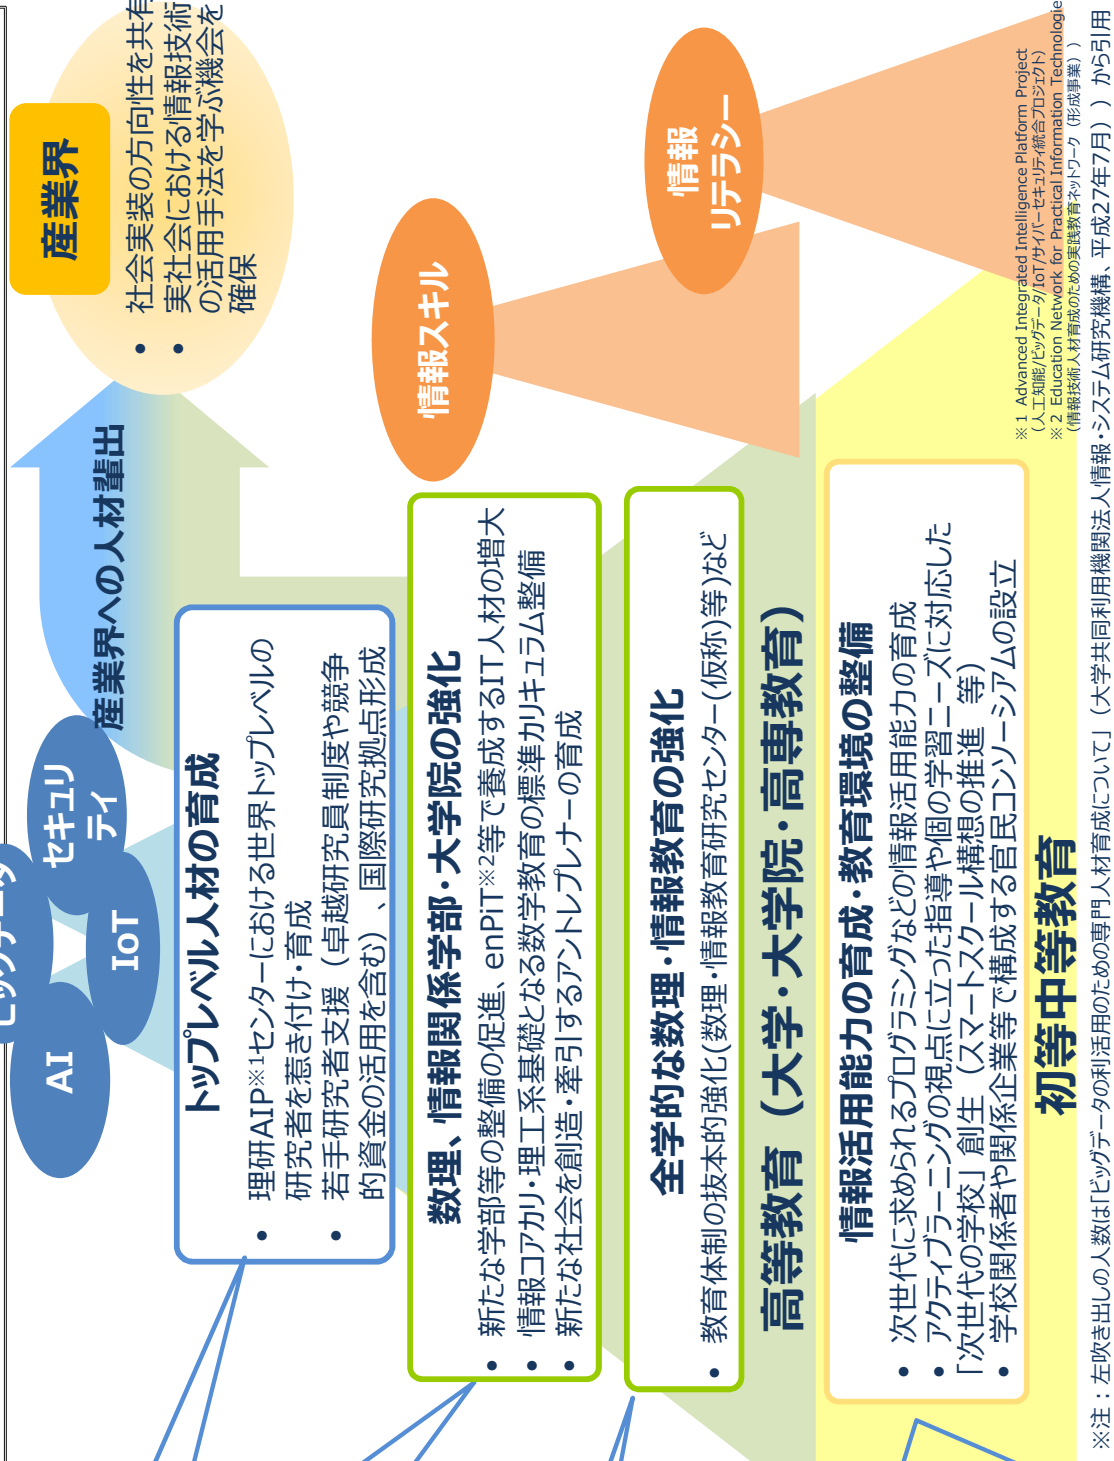 AI
IoT
セキュリ
ティ
産業界への人材輩出
産業界
• 社会実装の方向性を共有
• 実社会における情報技術
の活用手法を学ぶ機会を
確保
トップレベル人材の育成
• 理研AIP※1センターにおける世界トップレベルの
研究者を惹き付け・育成
• 若手研究者支援（卓越研究員制度や競争
的資金の活用を含む）、国際研究拠点形成
情報スキル
数理、情報関係学部・大学院の強化
• 新たな学部等の整備の促進、enPiT※2等で養成するIT人材の増大
• 情報コアカリ・理工系基礎となる数学教育の標準カリキュラム整備
• 新たな社会を創造・牽引するアントレプレナーの育成
情報
リテラシー
全学的な数理・情報教育の強化
• 教育体制の抜本的強化(数理・情報教育研究センター(仮称)等)など
高等教育（大学・大学院・高専教育）
情報活用能力の育成・教育環境の整備
• 次世代に求められるプログラミングなどの情報活用能力の育成
• アクティブラーニングの視点に立った指導や個の学習ニーズに対応した
「次世代の学校」創生（スマートスクール構想の推進　等）
• 学校関係者や関係企業等で構成する官民コンソーシアムの設立
初等中等教育
※１ Advanced Integrated Intelligence Platform Project
（人工知能/ビッグデータ/IoT/サイバーセキュリティ統合プロジェクト）
※２ Education Network for Practical Information Technologie
（情報技術人材育成のための実践教育ネットワーク（形成事業））
※注：左吹き出しの人数は「ビッグデータの利活用のための専門人材育成について」（大学共同利用機関法人情報・システム研究機構、平成27年7月））から引用